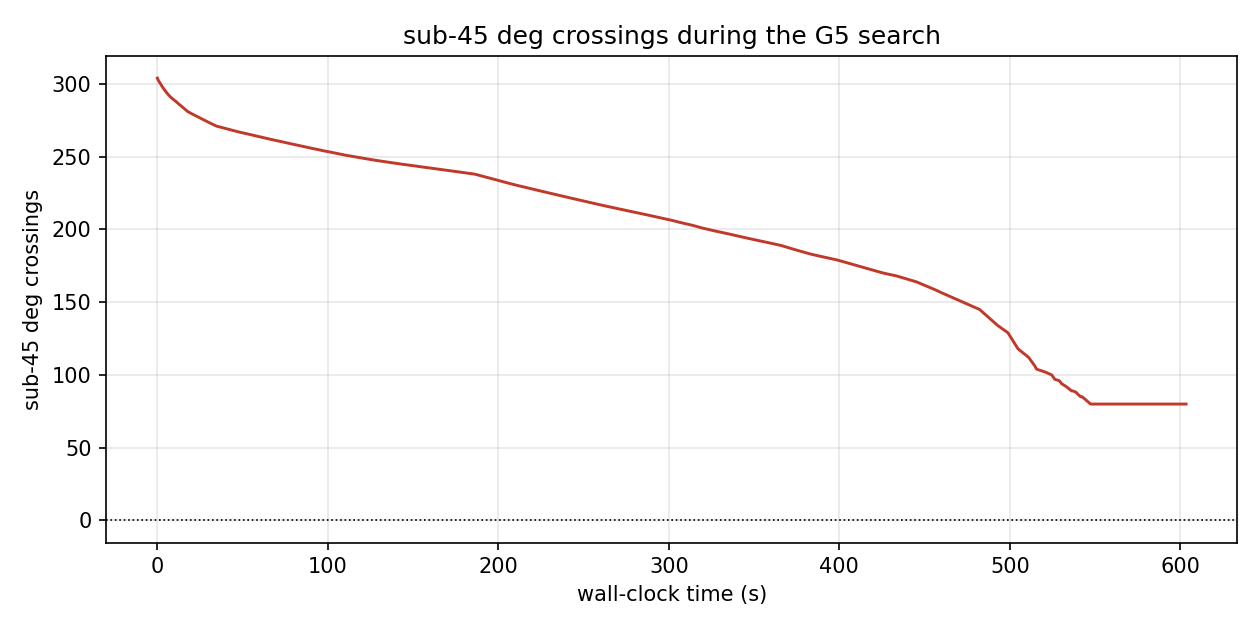 sub-45 deg crossings during the G5 search
sub-45 deg crossings
300
250
200
150
100
50
0
0 100 200 300 400 500 600
wall-clock time (s)